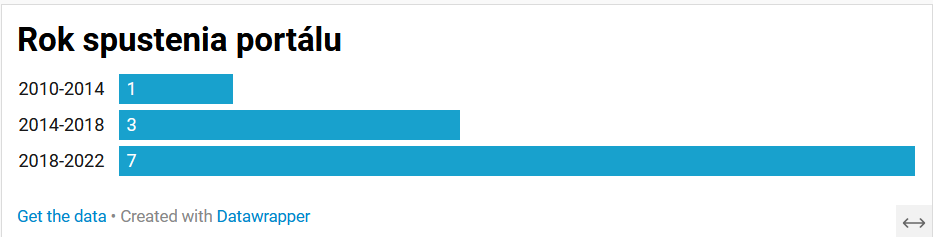 Rok spustenia portálu
2010-2014 1
2014-2018 3
2018-2022 7
Get the data • Created with Datawrapper